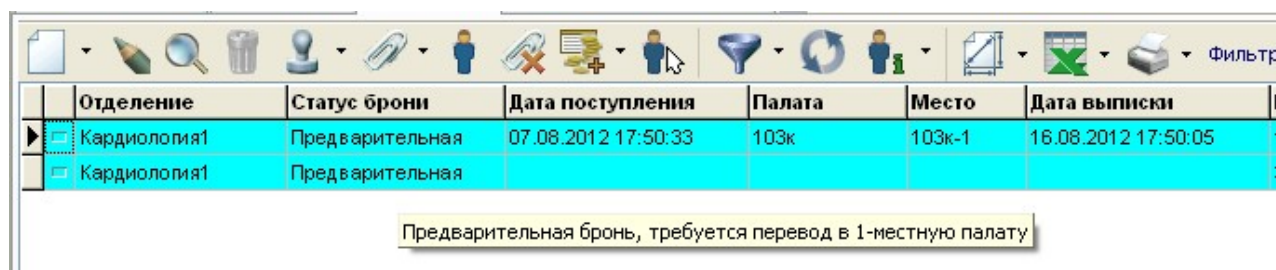 Фильтр
Отделение Статус брони Дата поступления Палата Место Дата выписки
Кардиология1 Предварительная 07.08.2012 17:50:33 103к 103к-1 16.08.2012 17:50:05
Кардиология1 Предварительная
Предварительная бронь, требуется перевод в 1-местную палату